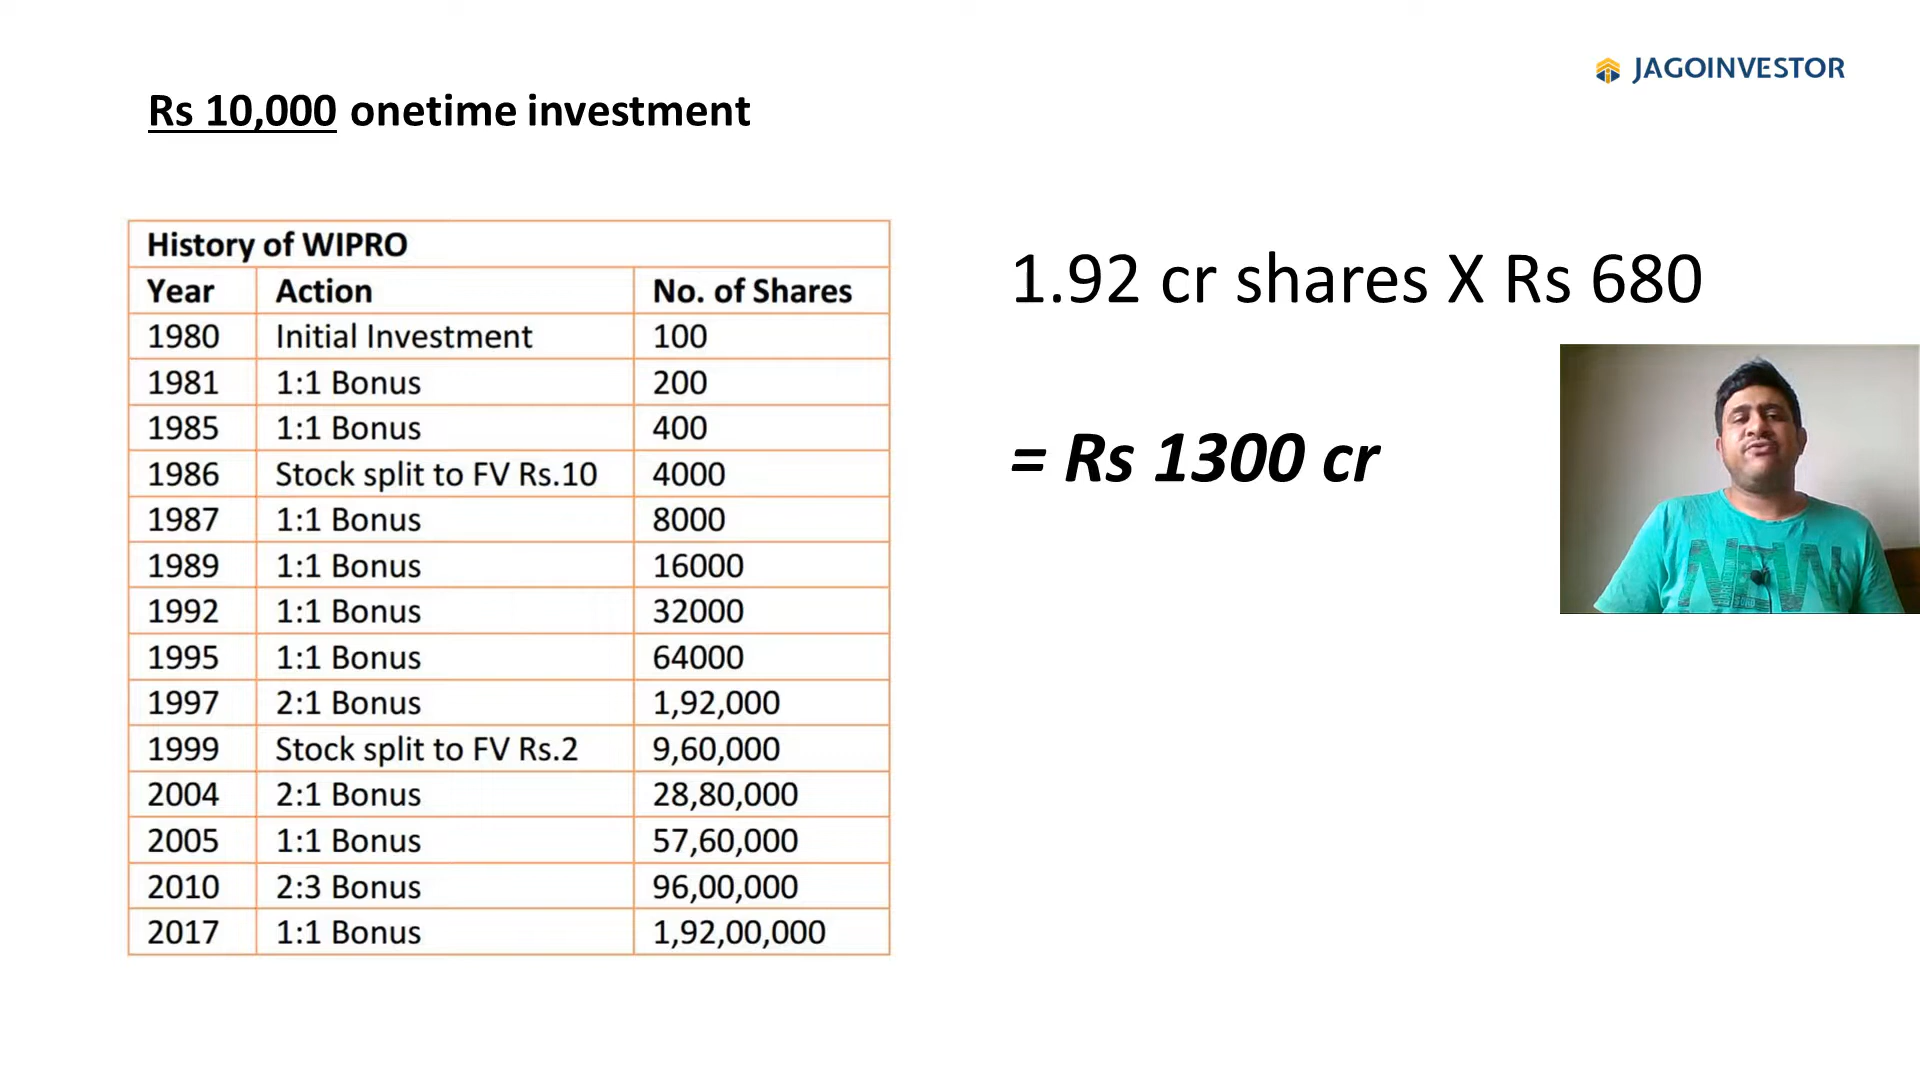 JAGOINVESTOR
Rs 10,000 onetime investment
History of WIPRO
Year Action No. of Shares
1980 Initial Investment 100
1981 1:1 Bonus 200
1985 1:1 Bonus 400
1986 Stock split to FV Rs.10 4000
1987 1:1 Bonus 8000
1989 1:1 Bonus 16000
1992 1:1 Bonus 32000
1995 1:1 Bonus 64000
1997 2:1 Bonus 1,92,000
1999 Stock split to FV Rs.2 9,60,000
2004 2:1 Bonus 28,80,000
2005 1:1 Bonus 57,60,000
2010 2:3 Bonus 96,00,000
2017 1:1 Bonus 1,92,00,000
1.92 cr shares X Rs 680
= Rs 1300 cr
NEW